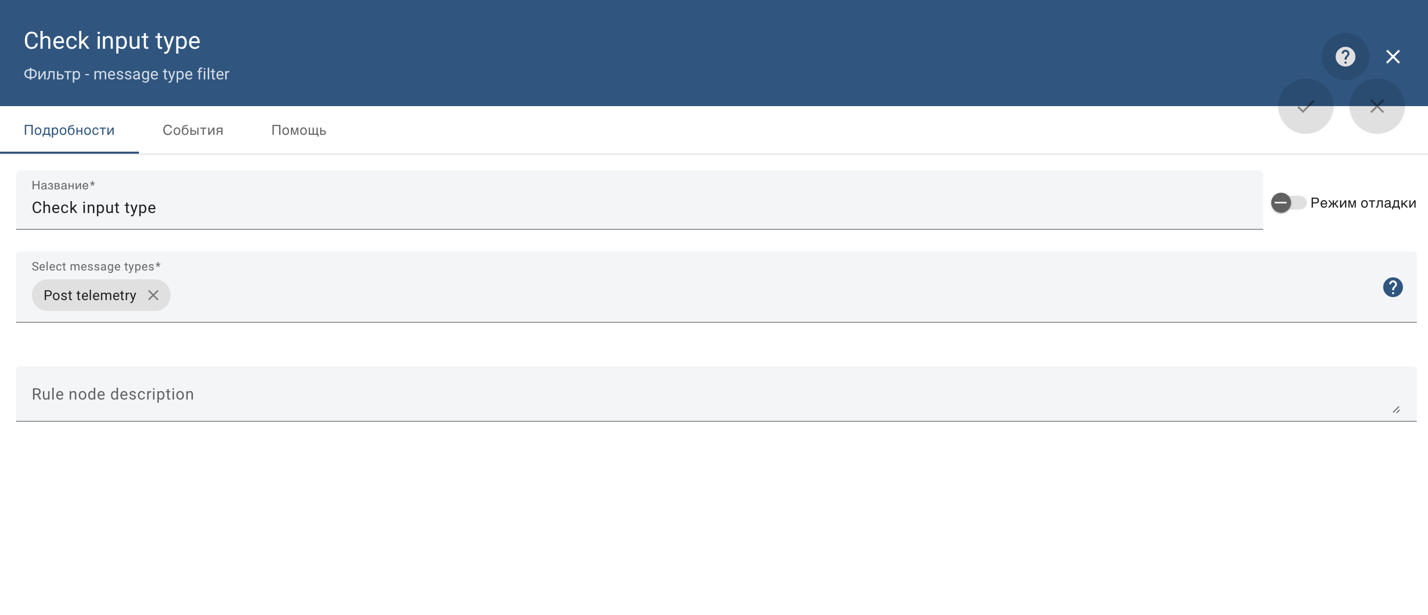 Check input type
Фильтр - message type filter
Подробности
События
Помощь
Название*
Check input type
Режим отладки
Select message types*
Post telemetry
Rule node description